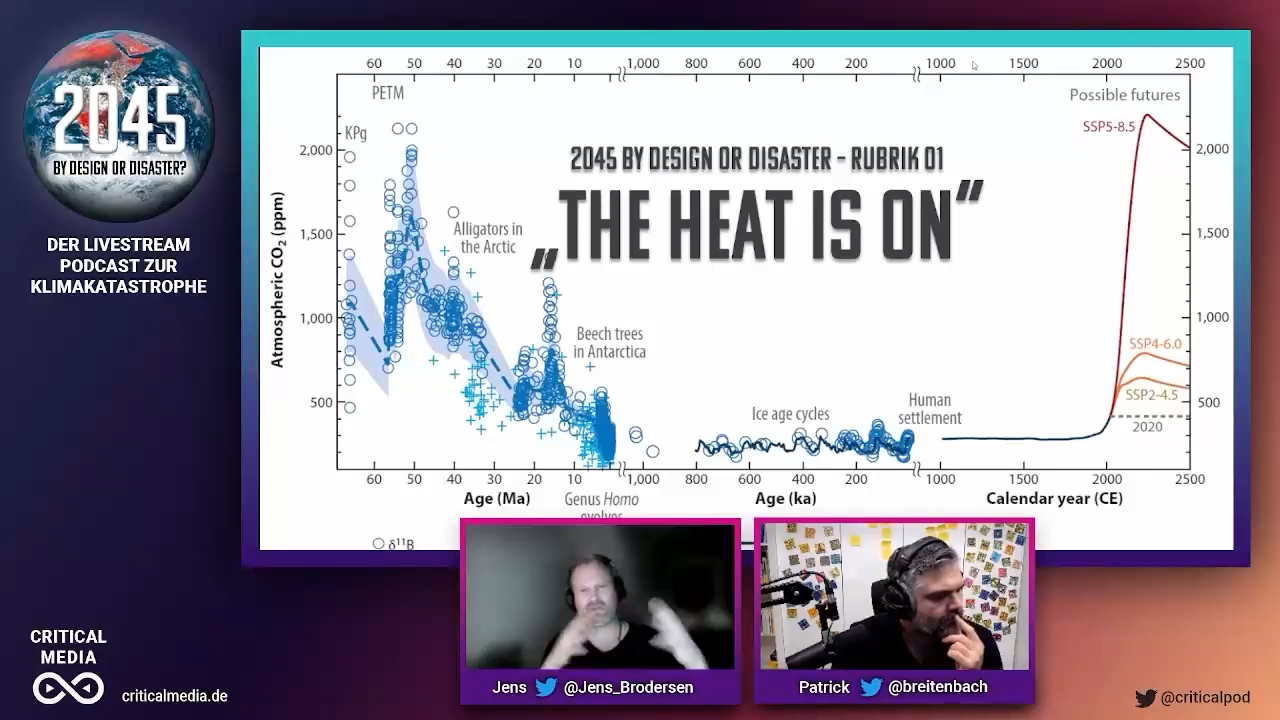 2045
BY DESIGN OR DISASTER?
DER LIVESTREAM
PODCAST ZUR
KLIMAKATASTROPHE
CRITICAL
MEDIA
criticalmedia.de
60 50 40 30 20 10 1,000 800 600 400 200 1000 1500 2000 2500
PETM
KPg
Possible futures
SSP5-8.5
2045 BY DESIGN OR DISASTER – RUBRIK 01
„THE HEAT IS ON”
Alligators in
the Arctic
Beech trees
in Antarctica
Ice age cycles
Human
settlement
SSP4-6.0
SSP2-4.5
2020
Atmospheric CO₂ (ppm)
2,000
1,500
1,000
500
2,000
1,500
1,000
500
60 50 40 30 20 10 1,000 800 600 400 200 1000 1500 2000 2500
Age (Ma)
Genus Homo
evolves
Age (ka)
Calendar year (CE)
δ¹¹B
Jens @Jens_Brodersen
Patrick @breitenbach
@criticalpod